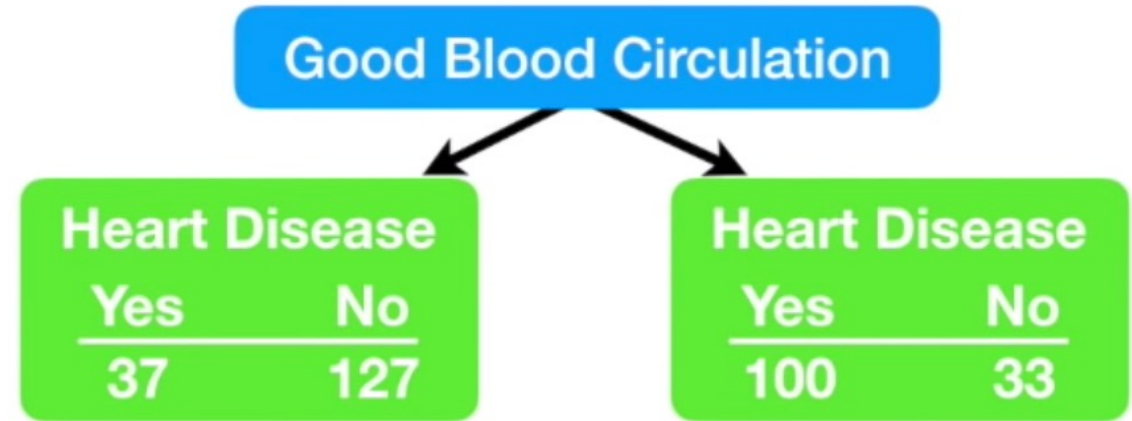 Good Blood Circulation
Heart Disease
Yes No
37 127
Heart Disease
Yes No
100 33